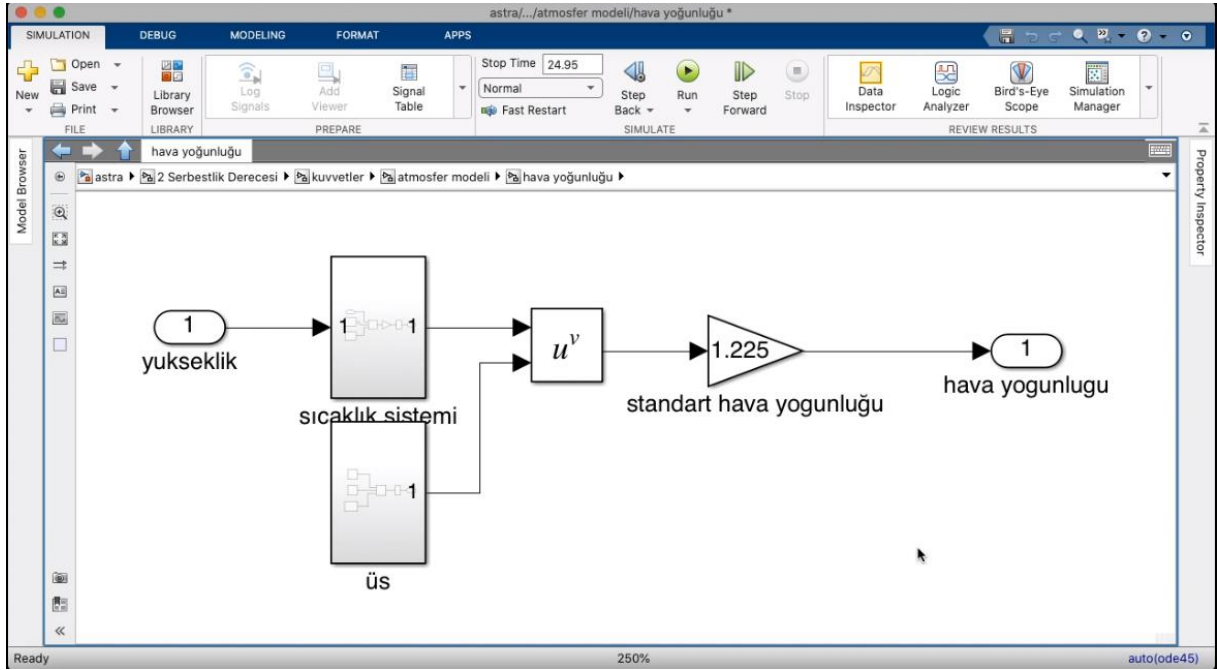 astra/.../atmosfer modeli/hava yoğunluğu *
SIMULATION DEBUG MODELING FORMAT APPS
New
Open
Save
Print
FILE
Library Browser
LIBRARY
Log Signals
Add Viewer
Signal Table
PREPARE
Stop Time 24.95
Normal
Fast Restart
Step Back
Run
Step Forward
Stop
SIMULATE
Data Inspector
Logic Analyzer
Bird's-Eye Scope
Simulation Manager
REVIEW RESULTS
Model Browser
Property Inspector
hava yoğunluğu
astra 2 Serbestlik Derecesi kuvvetler atmosfer modeli hava yoğunluğu
1
yukseklik
1 1
sıcaklık sistemi
1
üs
u^v
1.225
standart hava yogunluğu
1
hava yogunlugu
Ready 250% auto(ode45)